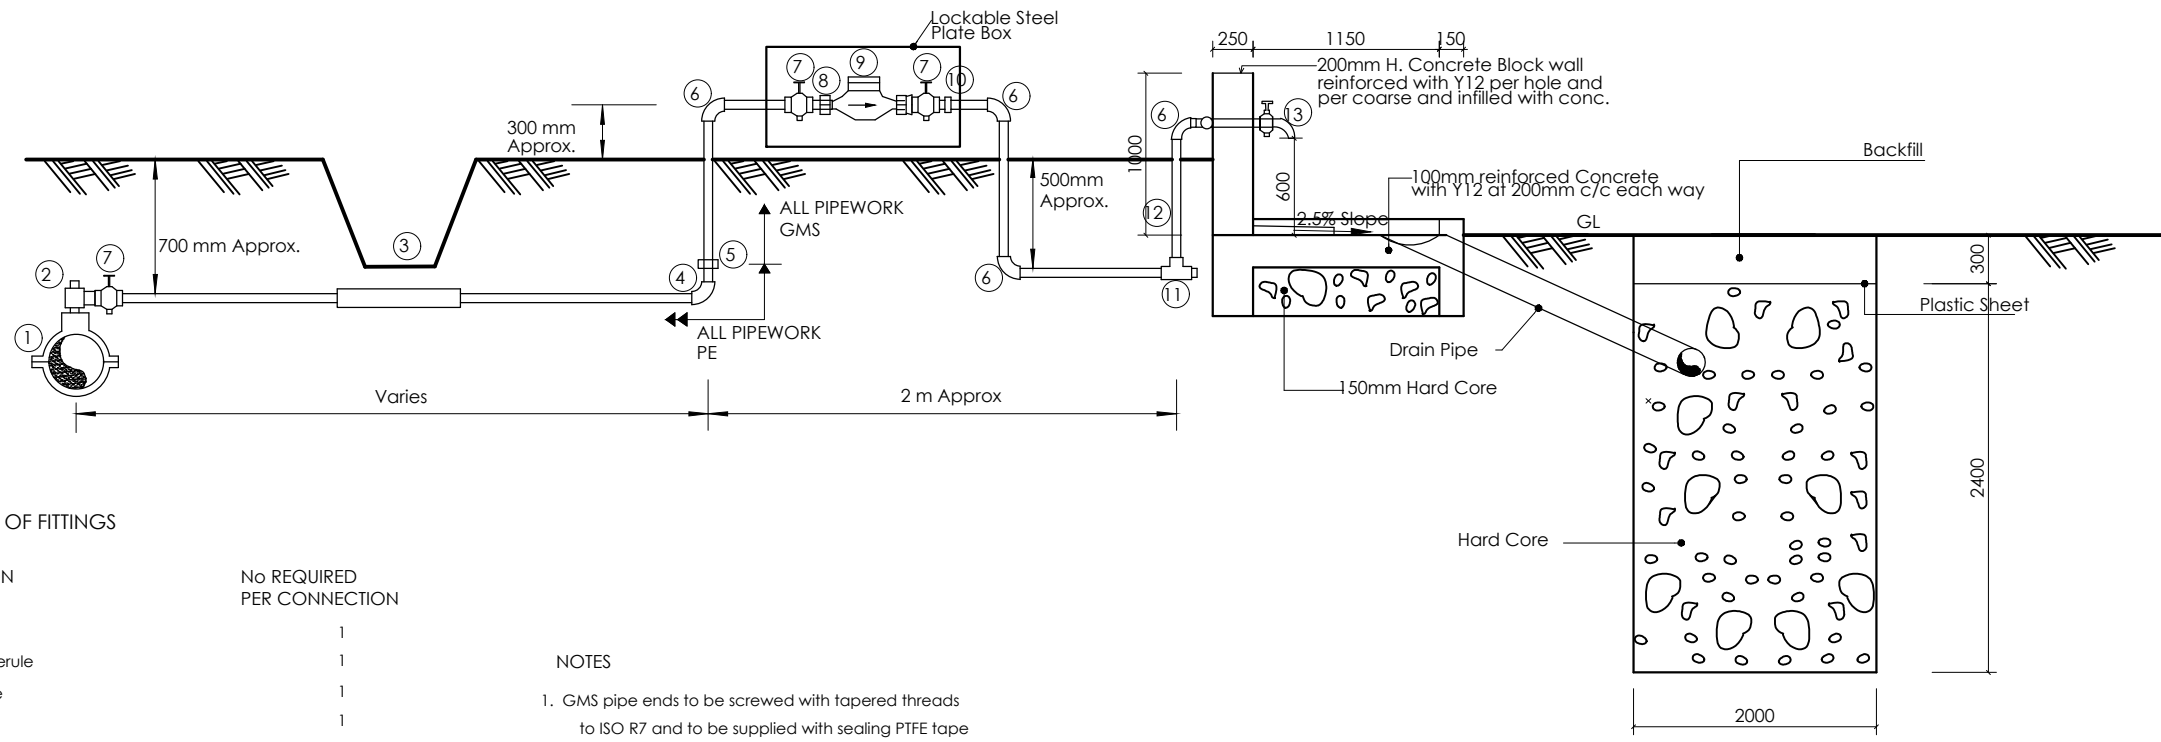 Lockable Steel
Plate Box
250
1150
150
200mm H. Concrete Block wall
reinforced with Y12 per hole and
per coarse and infilled with conc.
7
8
9
7
10
6
6
6
13
300 mm
Approx.
1000
600
100mm reinforced Concrete
with Y12 at 200mm c/c each way
Backfill
500mm
Approx.
ALL PIPEWORK
GMS
12
2.5% Slope
GL
700 mm Approx.
3
5
4
6
11
2
7
1
300
Plastic Sheet
ALL PIPEWORK
PE
Drain Pipe
150mm Hard Core
Varies
2 m Approx
2400
Hard Core
2000
OF FITTINGS
N
No REQUIRED
PER CONNECTION
1
erule
1
e
1
1
NOTES
1. GMS pipe ends to be screwed with tapered threads
to ISO R7 and to be supplied with sealing PTFE tape